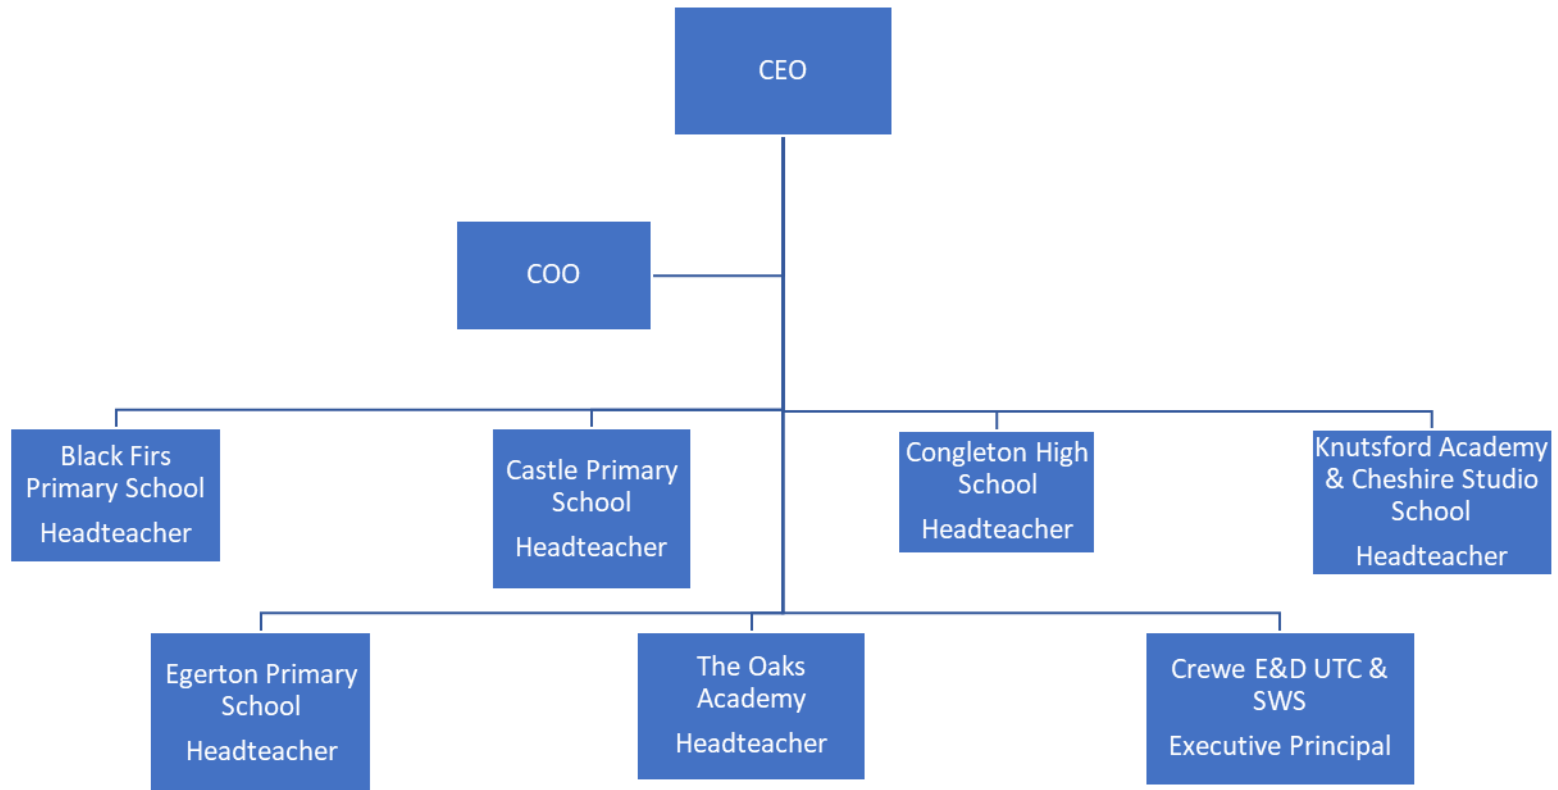 CEO
COO
Black Firs
Primary School
Headteacher
Castle Primary
School
Headteacher
Congleton High
School
Headteacher
Knutsford Academy
& Cheshire Studio
School
Headteacher
Egerton Primary
School
Headteacher
The Oaks
Academy
Headteacher
Crewe E&D UTC &
SWS
Executive Principal